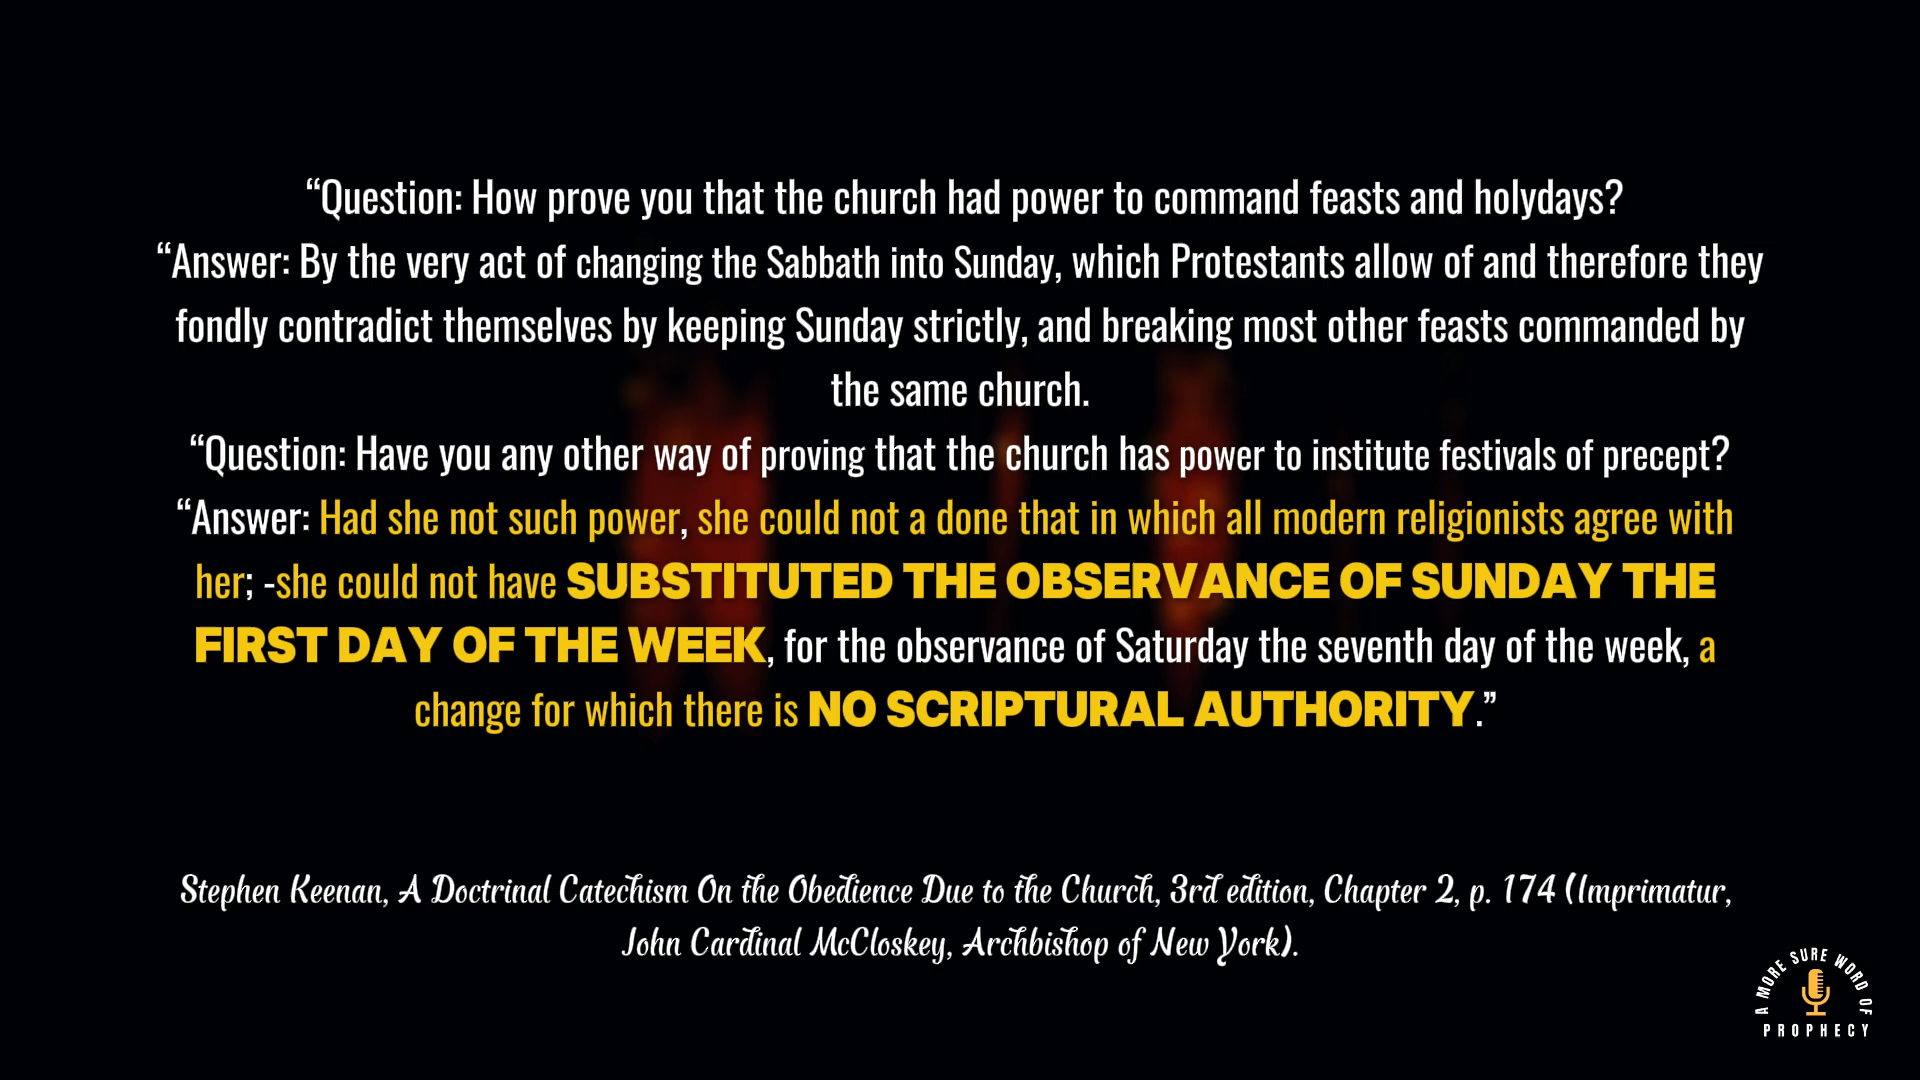 “Question: How prove you that the church had power to command feasts and holydays?
“Answer: By the very act of changing the Sabbath into Sunday, which Protestants allow of and therefore they
fondly contradict themselves by keeping Sunday strictly, and breaking most other feasts commanded by
the same church.
“Question: Have you any other way of proving that the church has power to institute festivals of precept?
“Answer: Had she not such power, she could not a done that in which all modern religionists agree with
her; -she could not have SUBSTITUTED THE OBSERVANCE OF SUNDAY THE
FIRST DAY OF THE WEEK, for the observance of Saturday the seventh day of the week, a
change for which there is NO SCRIPTURAL AUTHORITY.”
Stephen Keenan, A Doctrinal Catechism On the Obedience Due to the Church, 3rd edition, Chapter 2, p. 174 (Imprimatur,
John Cardinal McCloskey, Archbishop of New York).
A MORE SURE WORD OF
PROPHECY